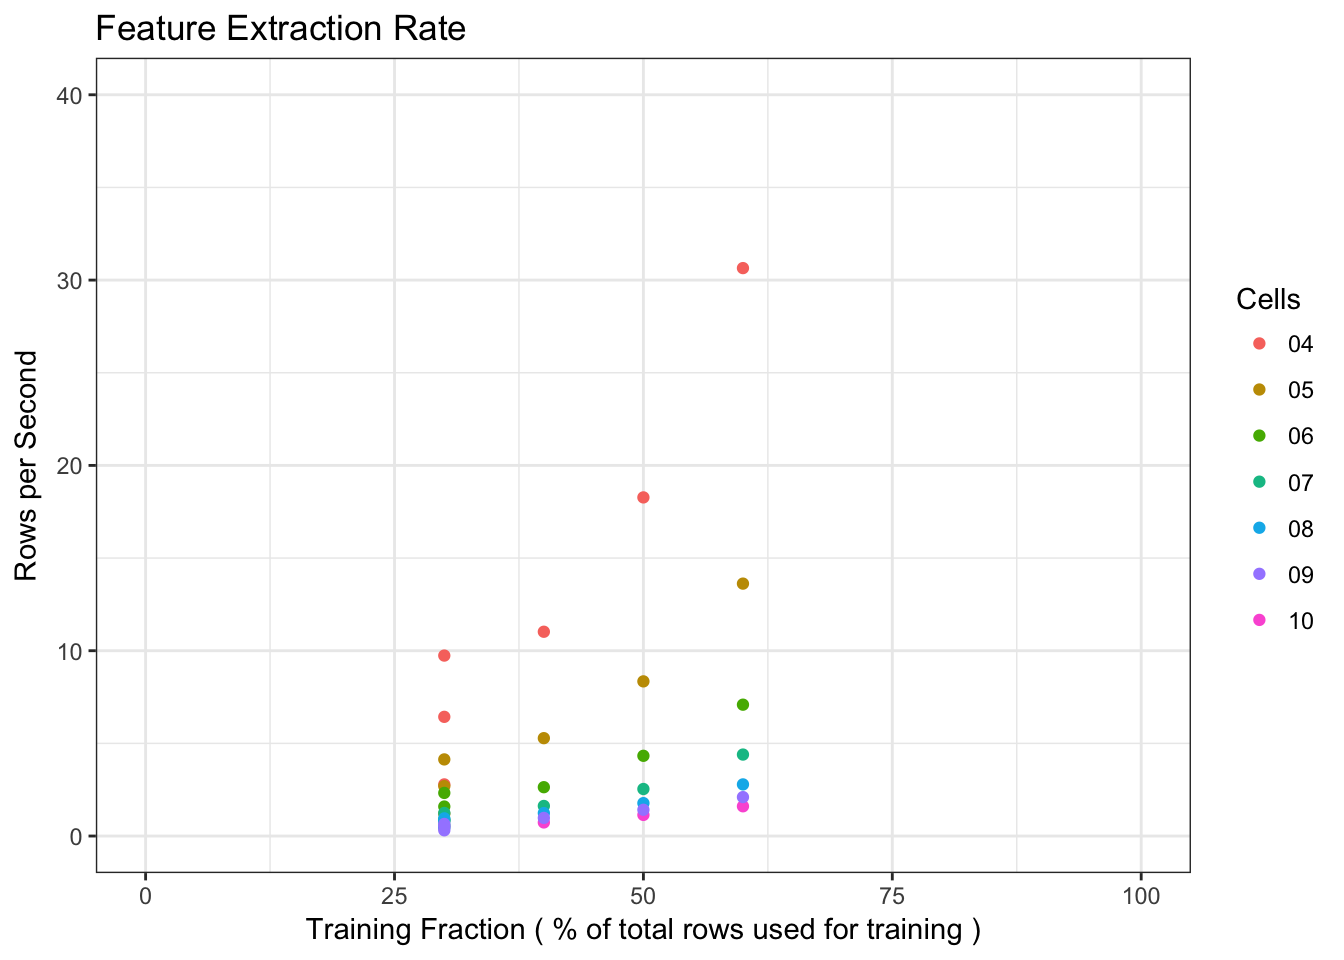 Feature Extraction Rate
40
30
20
10
0
Rows per Second
0 25 50 75 100
Training Fraction ( % of total rows used for training )
Cells
04
05
06
07
08
09
10